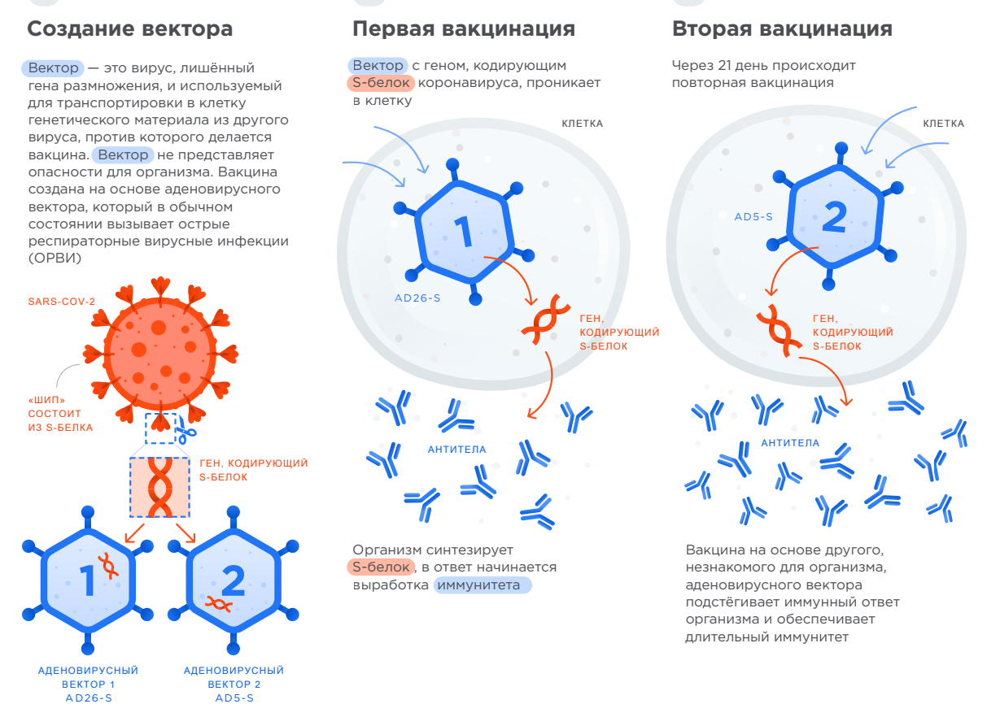 Создание вектора
Вектор — это вирус, лишённый
гена размножения, и используемый
для транспортировки в клетку
генетического материала из другого
вируса, против которого делается
вакцина. Вектор не представляет
опасности для организма. Вакцина
создана на основе аденовирусного
вектора, который в обычном
состоянии вызывает острые
респираторные вирусные инфекции
(ОРВИ)
SARS-COV-2
«ШИП»
СОСТОИТ
ИЗ S-БЕЛКА
ГЕН, КОДИРУЮЩИЙ
S-БЕЛОК
1
2
АДЕНОВИРУСНЫЙ
ВЕКТОР 1
AD26-S
АДЕНОВИРУСНЫЙ
ВЕКТОР 2
AD5-S
Первая вакцинация
Вектор с геном, кодирующим
S-белок коронавируса, проникает
в клетку
КЛЕТКА
1
AD26-S
ГЕН,
КОДИРУЮЩИЙ
S-БЕЛОК
АНТИТЕЛА
Организм синтезирует
S-белок, в ответ начинается
выработка иммунитета
Вторая вакцинация
Через 21 день происходит
повторная вакцинация
КЛЕТКА
AD5-S
2
ГЕН,
КОДИРУЮЩИЙ
S-БЕЛОК
АНТИТЕЛА
Вакцина на основе другого,
незнакомого для организма,
аденовирусного вектора
подстёгивает иммунный ответ
организма и обеспечивает
длительный иммунитет